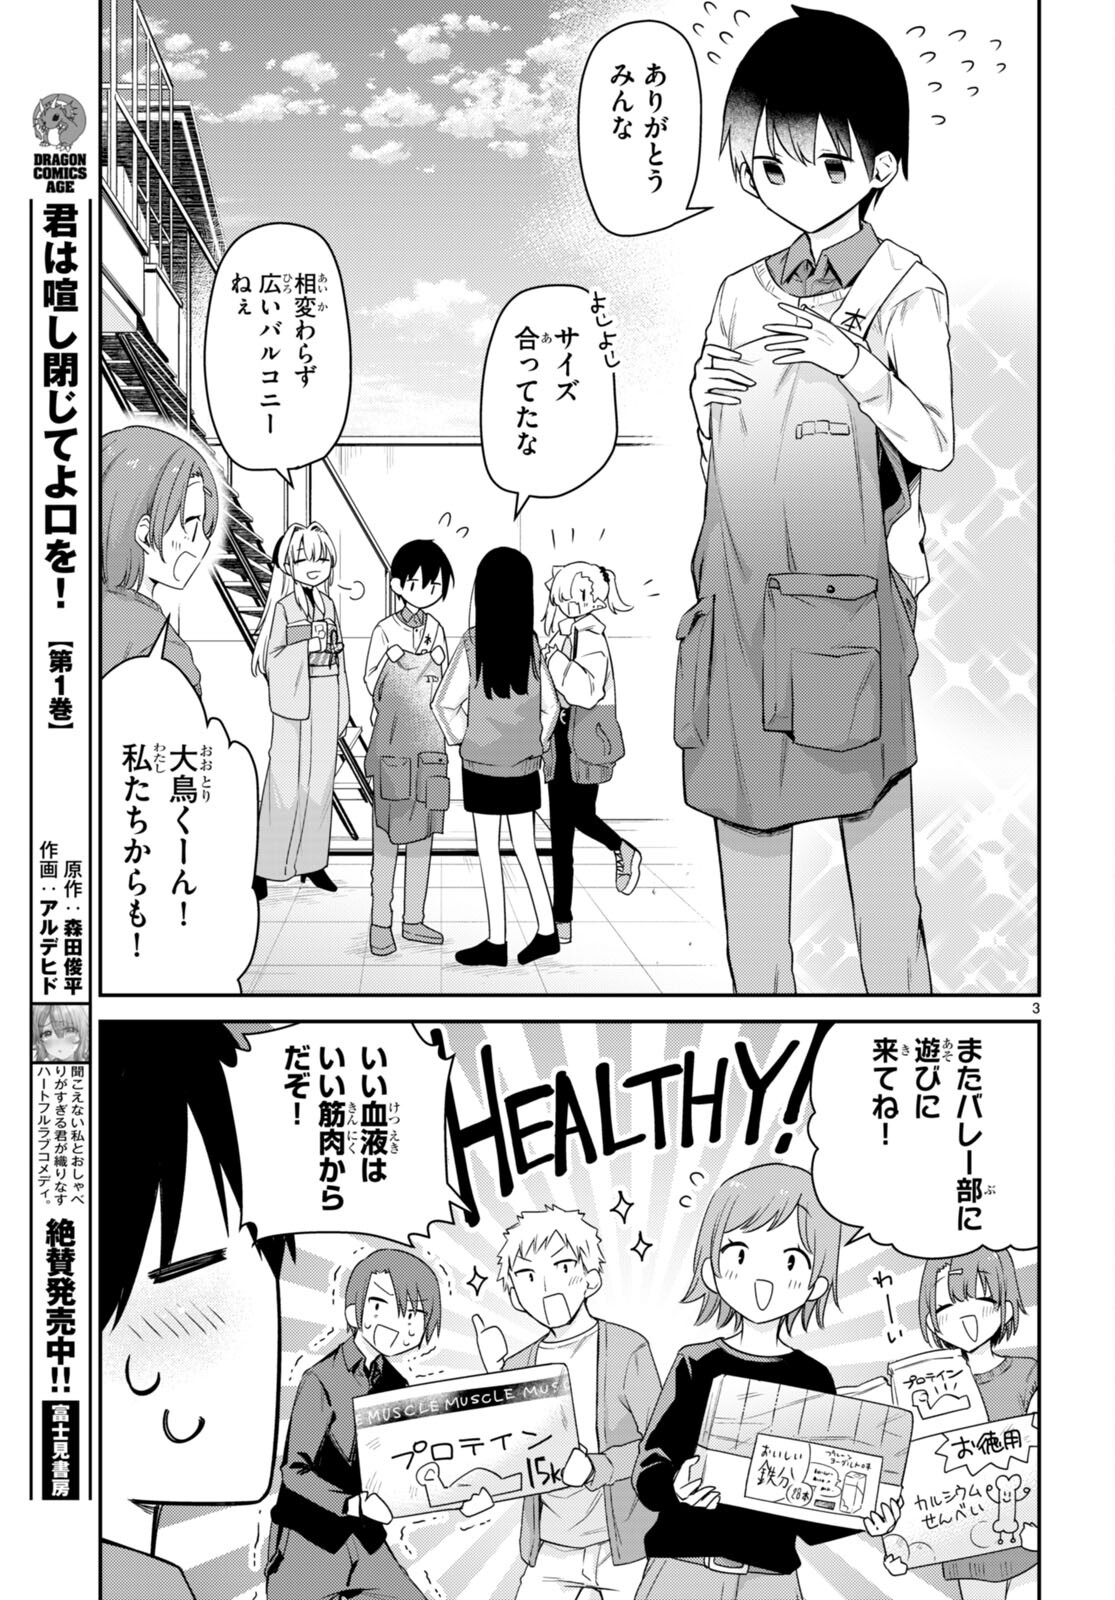 ありがとう
みんな
よしよし
サイズ
合ってたな
相変わらず
広いバルコニー
ねぇ
大鳥くーん！
私たちからも！
本
本
3
またバレー部に
遊びに
来てね！
HEALTHY!
いい血液は
いい筋肉から
だぞ！
わーい
MUSCLE MUSCLE MUSC
プロテイン
15k
おいしい
鉄分
28本
プロテイン
お徳用
カルシウム
せんべい
DRAGON
COMICS
AGE
君は喧し閉じてよ口を！
【第1巻】
原作：森田俊平
作画：アルデヒド
聞こえない私とおしゃべ
りがすぎる君が織りなす
ハートフルラブコメディ。
絶賛発売中!!
富士見書房